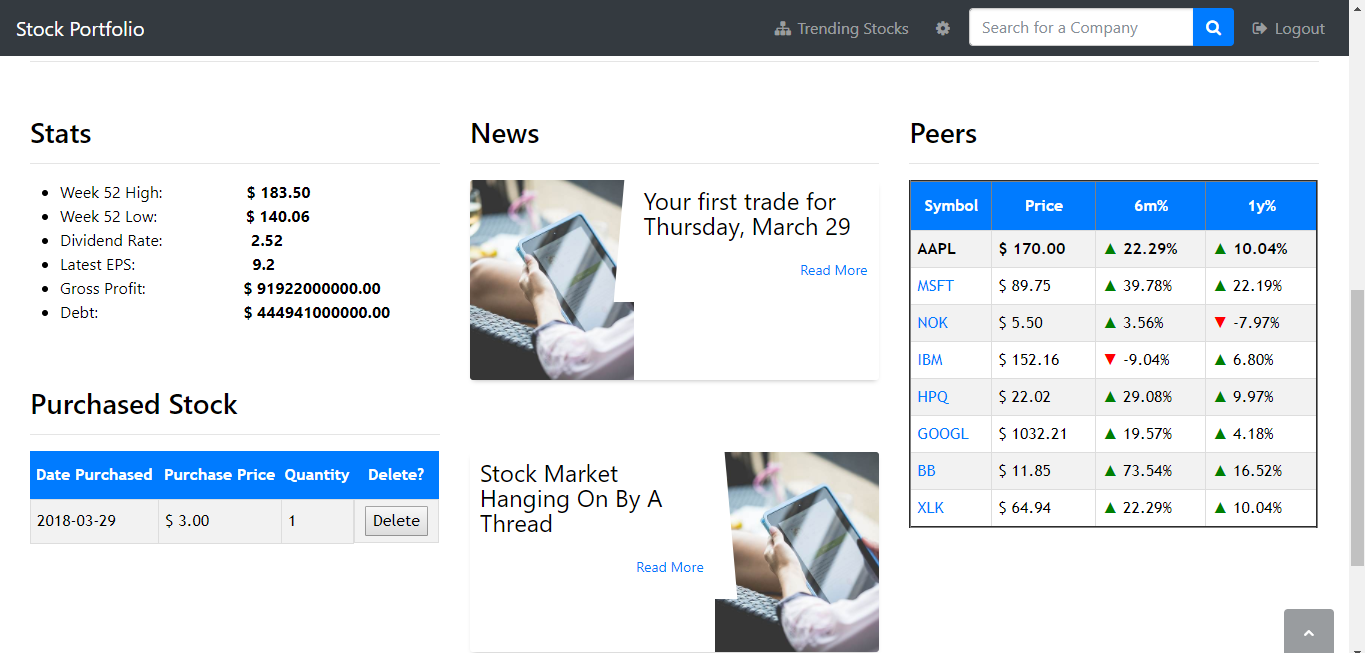 Stock Portfolio
Trending Stocks
Search for a Company
Logout
Stats
Week 52 High: $ 183.50
Week 52 Low: $ 140.06
Dividend Rate: 2.52
Latest EPS: 9.2
Gross Profit: $ 91922000000.00
Debt: $ 444941000000.00
Purchased Stock
Date Purchased Purchase Price Quantity Delete?
2018-03-29 $ 3.00 1 Delete
News
Your first trade for
Thursday, March 29
Read More
Stock Market
Hanging On By A
Thread
Read More
Peers
Symbol Price 6m% 1y%
AAPL $ 170.00 ▲ 22.29% ▲ 10.04%
MSFT $ 89.75 ▲ 39.78% ▲ 22.19%
NOK $ 5.50 ▲ 3.56% ▼ -7.97%
IBM $ 152.16 ▼ -9.04% ▲ 6.80%
HPQ $ 22.02 ▲ 29.08% ▲ 9.97%
GOOGL $ 1032.21 ▲ 19.57% ▲ 4.18%
BB $ 11.85 ▲ 73.54% ▲ 16.52%
XLK $ 64.94 ▲ 22.29% ▲ 10.04%